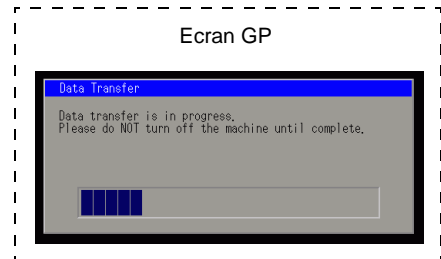 Ecran GP
Data Transfer
Data transfer is in progress.
Please do NOT turn off the machine until complete.